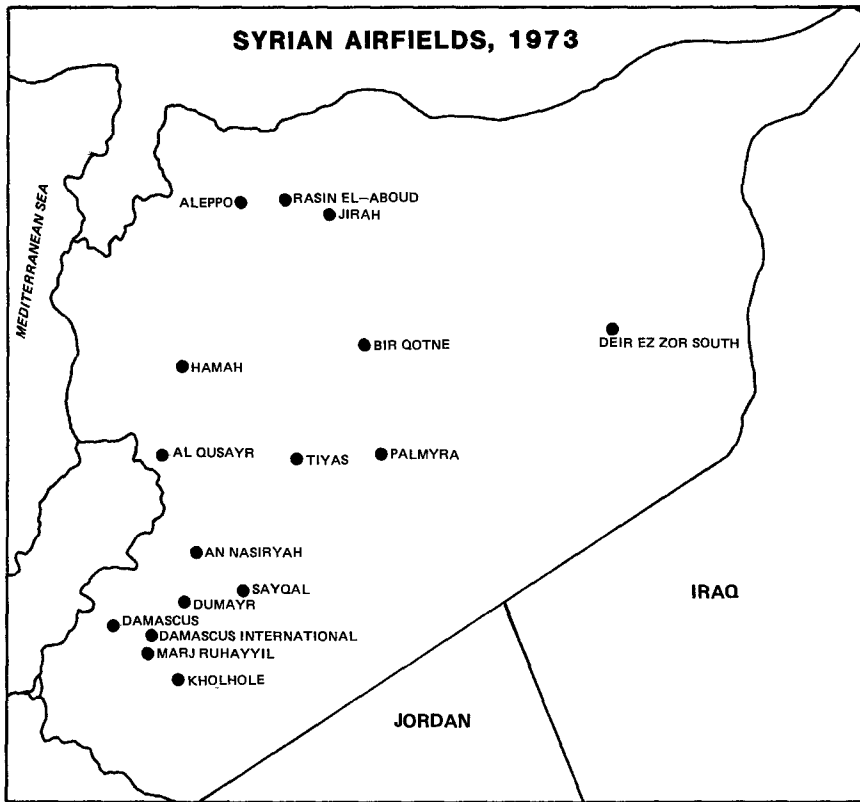 SYRIAN AIRFIELDS, 1973
MEDITERRANEAN SEA
ALEPPO
RASIN EL-ABOUD
JIRAH
BIR QOTNE
DEIR EZ ZOR SOUTH
HAMAH
AL QUSAYR
TIYAS
PALMYRA
AN NASIRYAH
SAYQAL
DUMAYR
DAMASCUS
DAMASCUS INTERNATIONAL
MARJ RUHAYYIL
KHOLHOLE
IRAQ
JORDAN